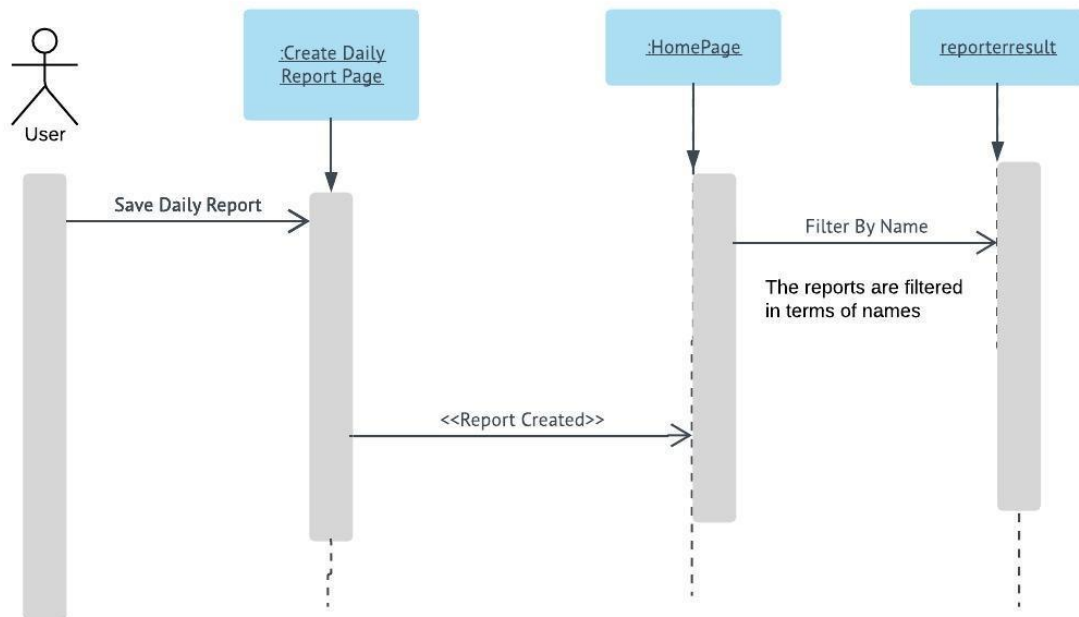 :Create Daily
Report Page
:HomePage
reporterresult
User
Save Daily Report
Filter By Name
The reports are filtered
in terms of names
<<Report Created>>